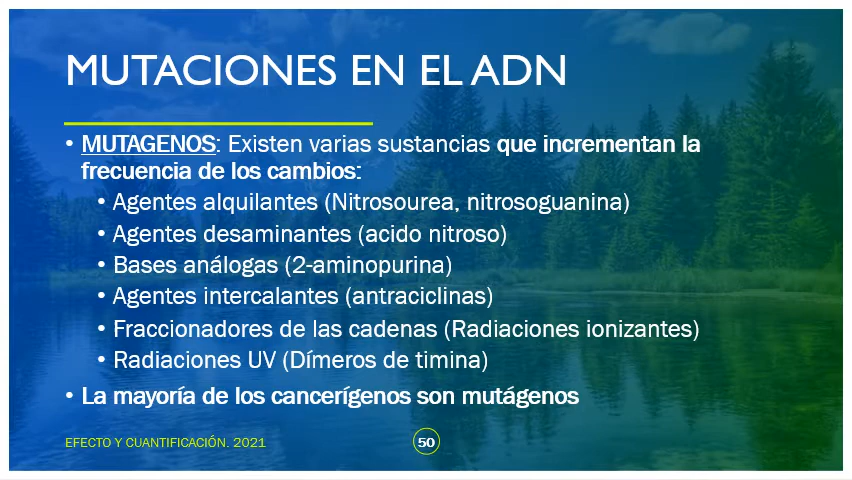 MUTACIONES EN EL ADN
• MUTAGENOS: Existen varias sustancias que incrementan la
frecuencia de los cambios:
• Agentes alquilantes (Nitrosourea, nitrosoguanina)
• Agentes desaminantes (acido nitroso)
• Bases análogas (2-aminopurina)
• Agentes intercalantes (antraciclinas)
• Fraccionadores de las cadenas (Radiaciones ionizantes)
• Radiaciones UV (Dímeros de timina)
• La mayoría de los cancerígenos son mutágenos
EFECTO Y CUANTIFICACIÓN. 2021
50